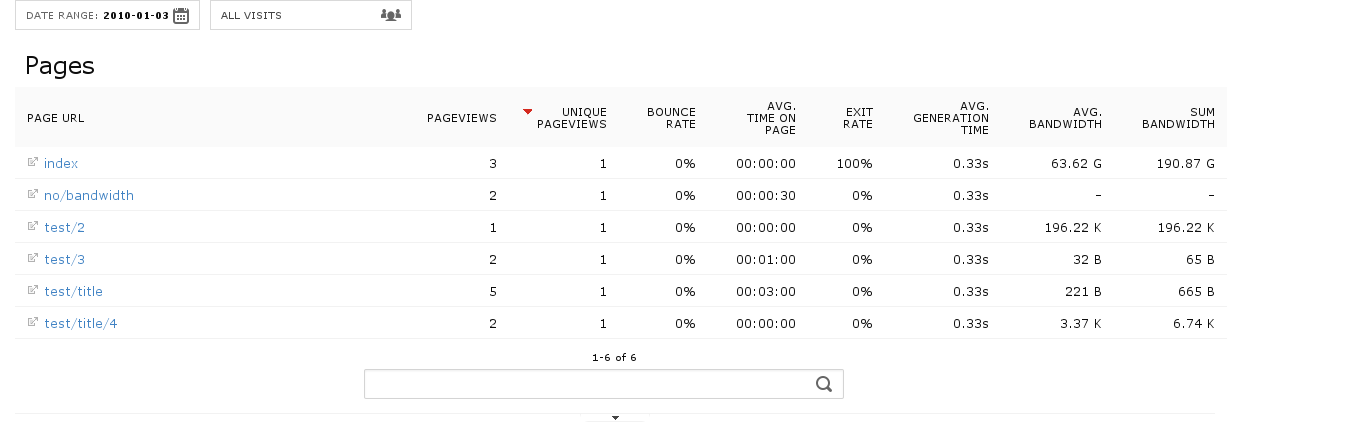 DATE RANGE: 2010-01-03 ALL VISITS
Pages
PAGE URL PAGEVIEWS UNIQUE PAGEVIEWS BOUNCE RATE AVG. TIME ON PAGE EXIT RATE AVG. GENERATION TIME AVG. BANDWIDTH SUM BANDWIDTH
index 3 1 0% 00:00:00 100% 0.33s 63.62 G 190.87 G
no/bandwidth 2 1 0% 00:00:30 0% 0.33s – –
test/2 1 1 0% 00:00:00 0% 0.33s 196.22 K 196.22 K
test/3 2 1 0% 00:01:00 0% 0.33s 32 B 65 B
test/title 5 1 0% 00:03:00 0% 0.33s 221 B 665 B
test/title/4 2 1 0% 00:00:00 0% 0.33s 3.37 K 6.74 K
1-6 of 6